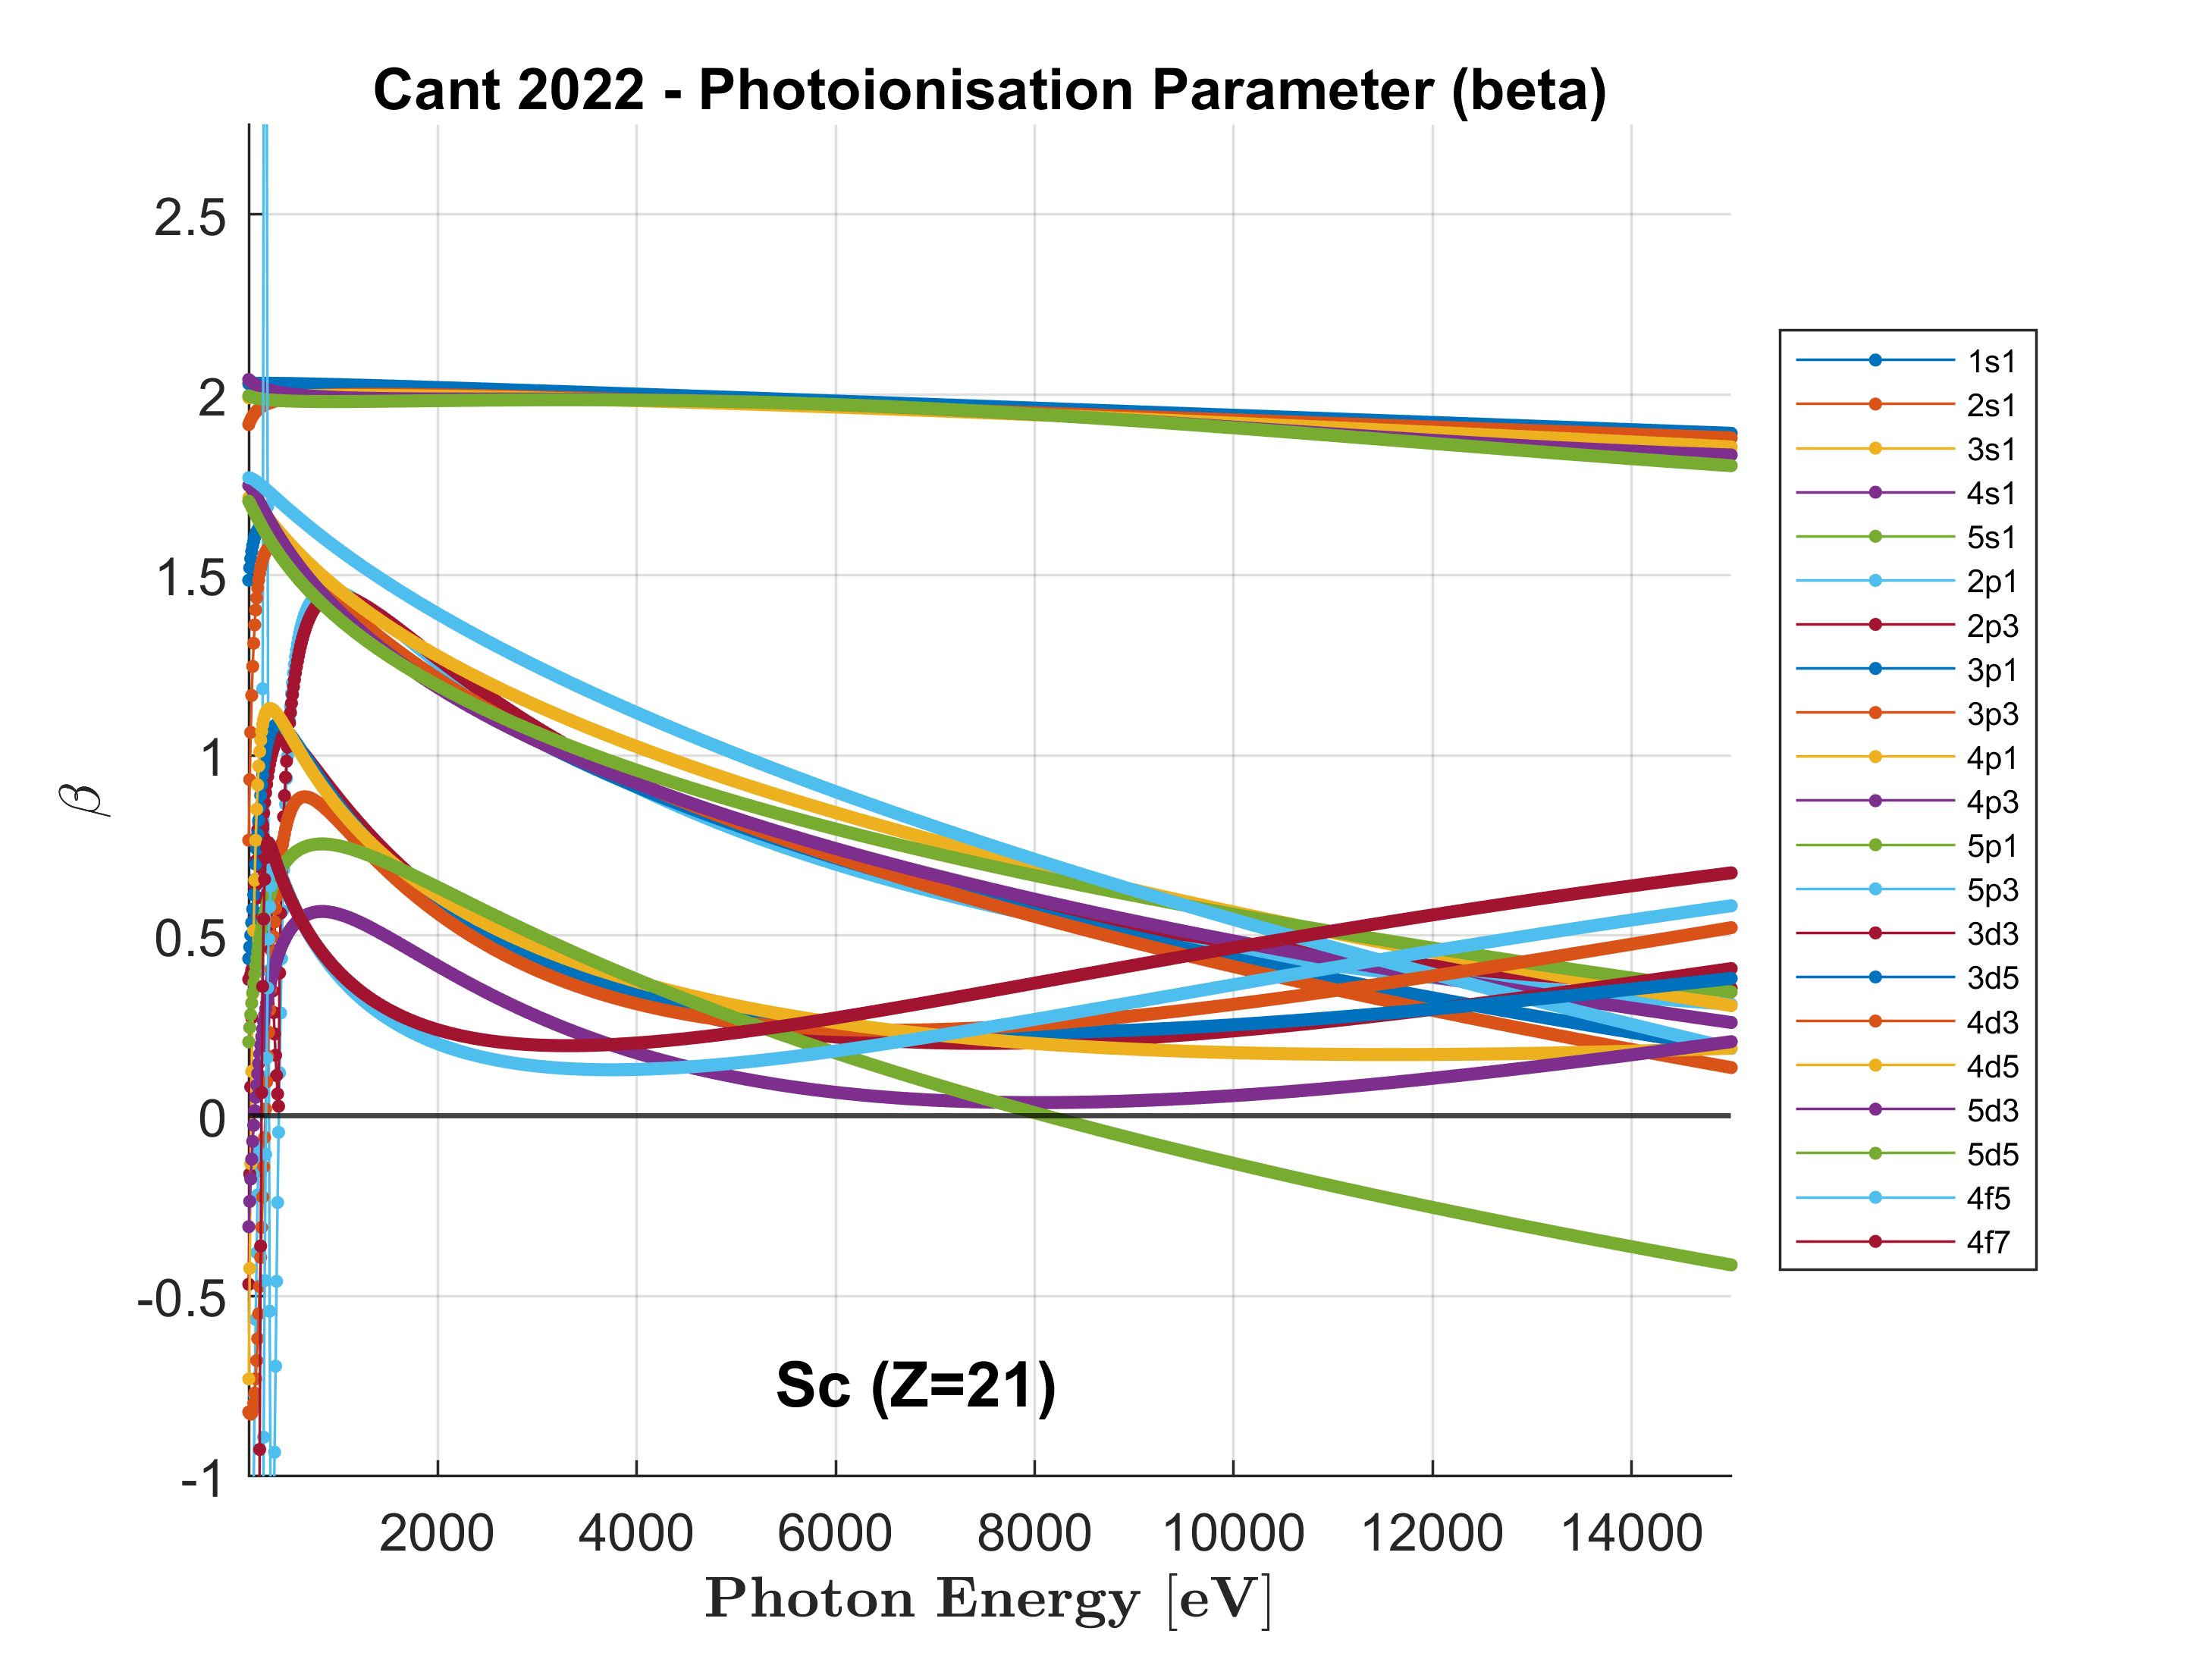 Cant 2022 - Photoionisation Parameter (beta)
2.5
2
1.5
1
0.5
0
-0.5
-1
β
2000 4000 6000 8000 10000 12000 14000
Photon Energy [eV]
Sc (Z=21)
1s1
2s1
3s1
4s1
5s1
2p1
2p3
3p1
3p3
4p1
4p3
5p1
5p3
3d3
3d5
4d3
4d5
5d3
5d5
4f5
4f7